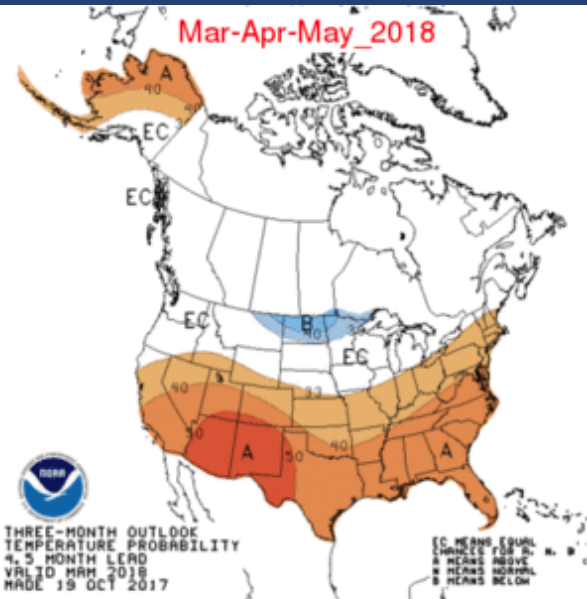 Mar-Apr-May_2018
A
40
40
EC
EC
EC
B
40
33
EC
33
40
50
A
50
40
A
NOAA
THREE-MONTH OUTLOOK
TEMPERATURE PROBABILITY
4.5 MONTH LEAD
VALID MAM 2018
MADE 19 OCT 2017
EC MEANS EQUAL
CHANCES FOR A, N, B
A MEANS ABOVE
N MEANS NORMAL
B MEANS BELOW